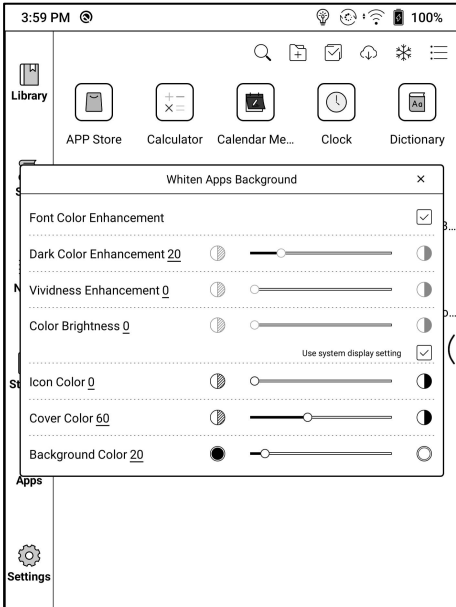 3:59 PM 100%
Library
APP Store Calculator Calendar Me... Clock Dictionary
Whiten Apps Background ×
Font Color Enhancement
Dark Color Enhancement 20
Vividness Enhancement 0
Color Brightness 0
Use system display setting
Icon Color 0
Cover Color 60
Background Color 20
Apps
Settings